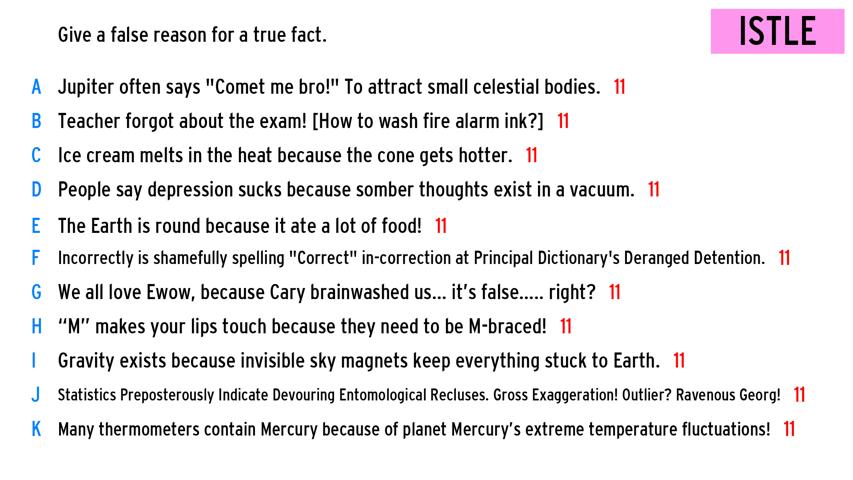 Give a false reason for a true fact.
ISTLE
A Jupiter often says "Comet me bro!" To attract small celestial bodies. 11
B Teacher forgot about the exam! [How to wash fire alarm ink?] 11
C Ice cream melts in the heat because the cone gets hotter. 11
D People say depression sucks because somber thoughts exist in a vacuum. 11
E The Earth is round because it ate a lot of food! 11
F Incorrectly is shamefully spelling "Correct" in-correction at Principal Dictionary's Deranged Detention. 11
G We all love Ewow, because Cary brainwashed us... it’s false..... right? 11
H “M” makes your lips touch because they need to be M-braced! 11
I Gravity exists because invisible sky magnets keep everything stuck to Earth. 11
J Statistics Preposterously Indicate Devouring Entomological Recluses. Gross Exaggeration! Outlier? Ravenous Georg! 11
K Many thermometers contain Mercury because of planet Mercury’s extreme temperature fluctuations! 11